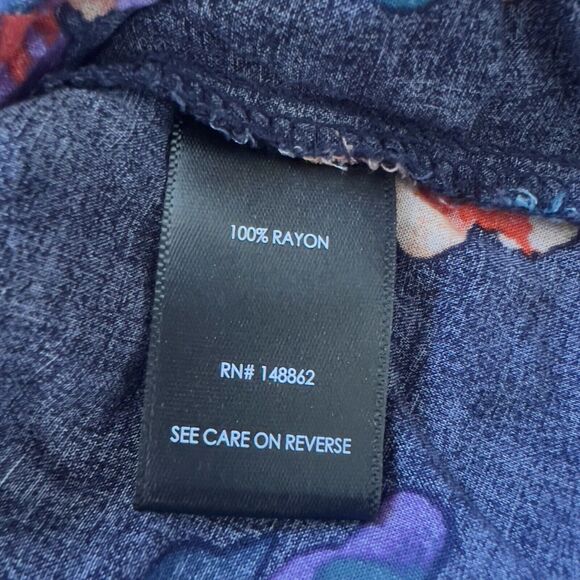 100% RAYON
RN# 148862
SEE CARE ON REVERSE